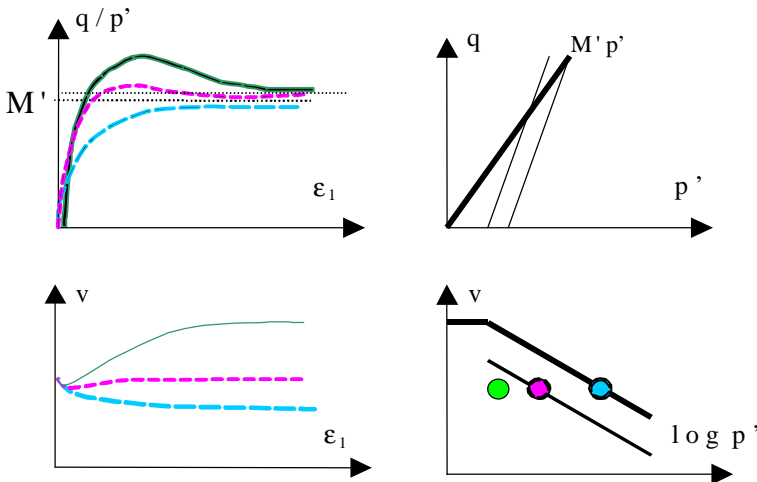 q / p’
M '
ε₁
q
M ' p’
p ’
v
ε₁
v
log p’